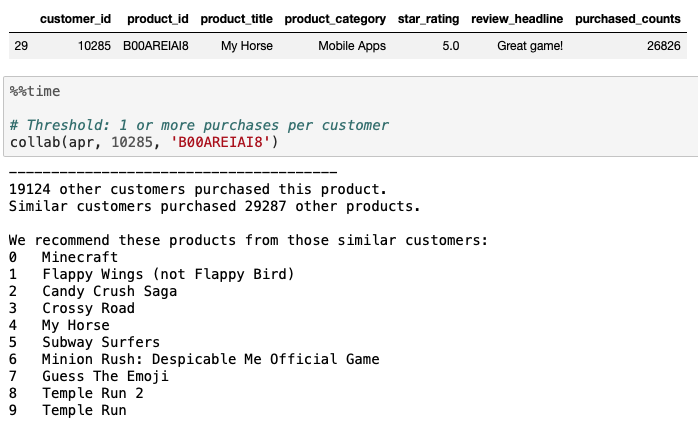 customer_id product_id product_title product_category star_rating review_headline purchased_counts
29 10285 B00AREIAI8 My Horse Mobile Apps 5.0 Great game! 26826
%%time
# Threshold: 1 or more purchases per customer
collab(apr, 10285, 'B00AREIAI8')
---------------------------------------
19124 other customers purchased this product.
Similar customers purchased 29287 other products.
We recommend these products from those similar customers:
0 Minecraft
1 Flappy Wings (not Flappy Bird)
2 Candy Crush Saga
3 Crossy Road
4 My Horse
5 Subway Surfers
6 Minion Rush: Despicable Me Official Game
7 Guess The Emoji
8 Temple Run 2
9 Temple Run